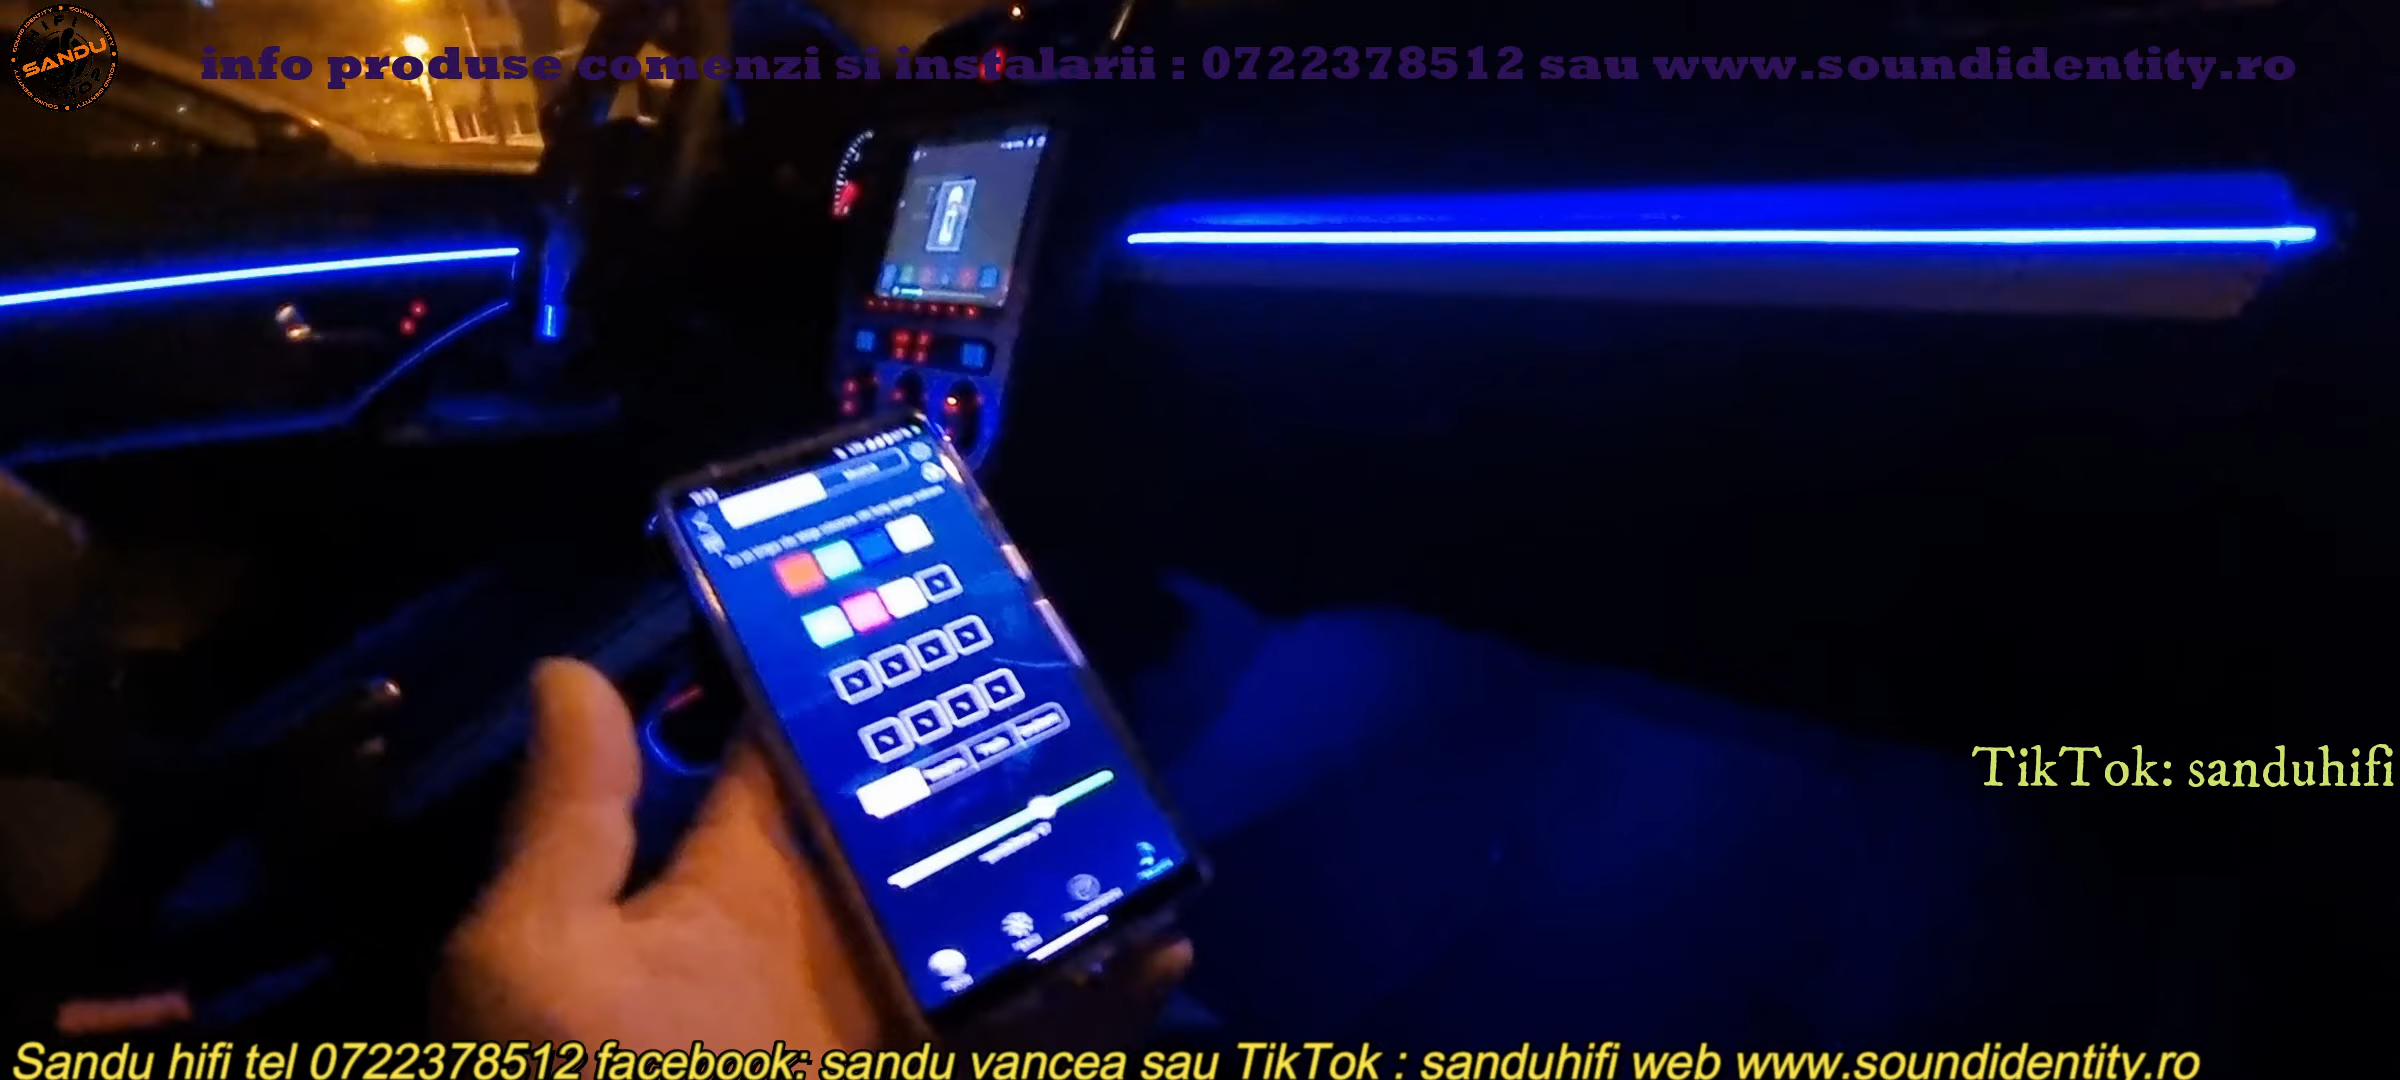 SANDU
info produse comenzi si instalarii : 0722378512 sau www.soundidentity.ro
TikTok: sanduhifi
Sandu hifi tel 0722378512 facebook: sandu vancea sau TikTok : sanduhifi web www.soundidentity.ro